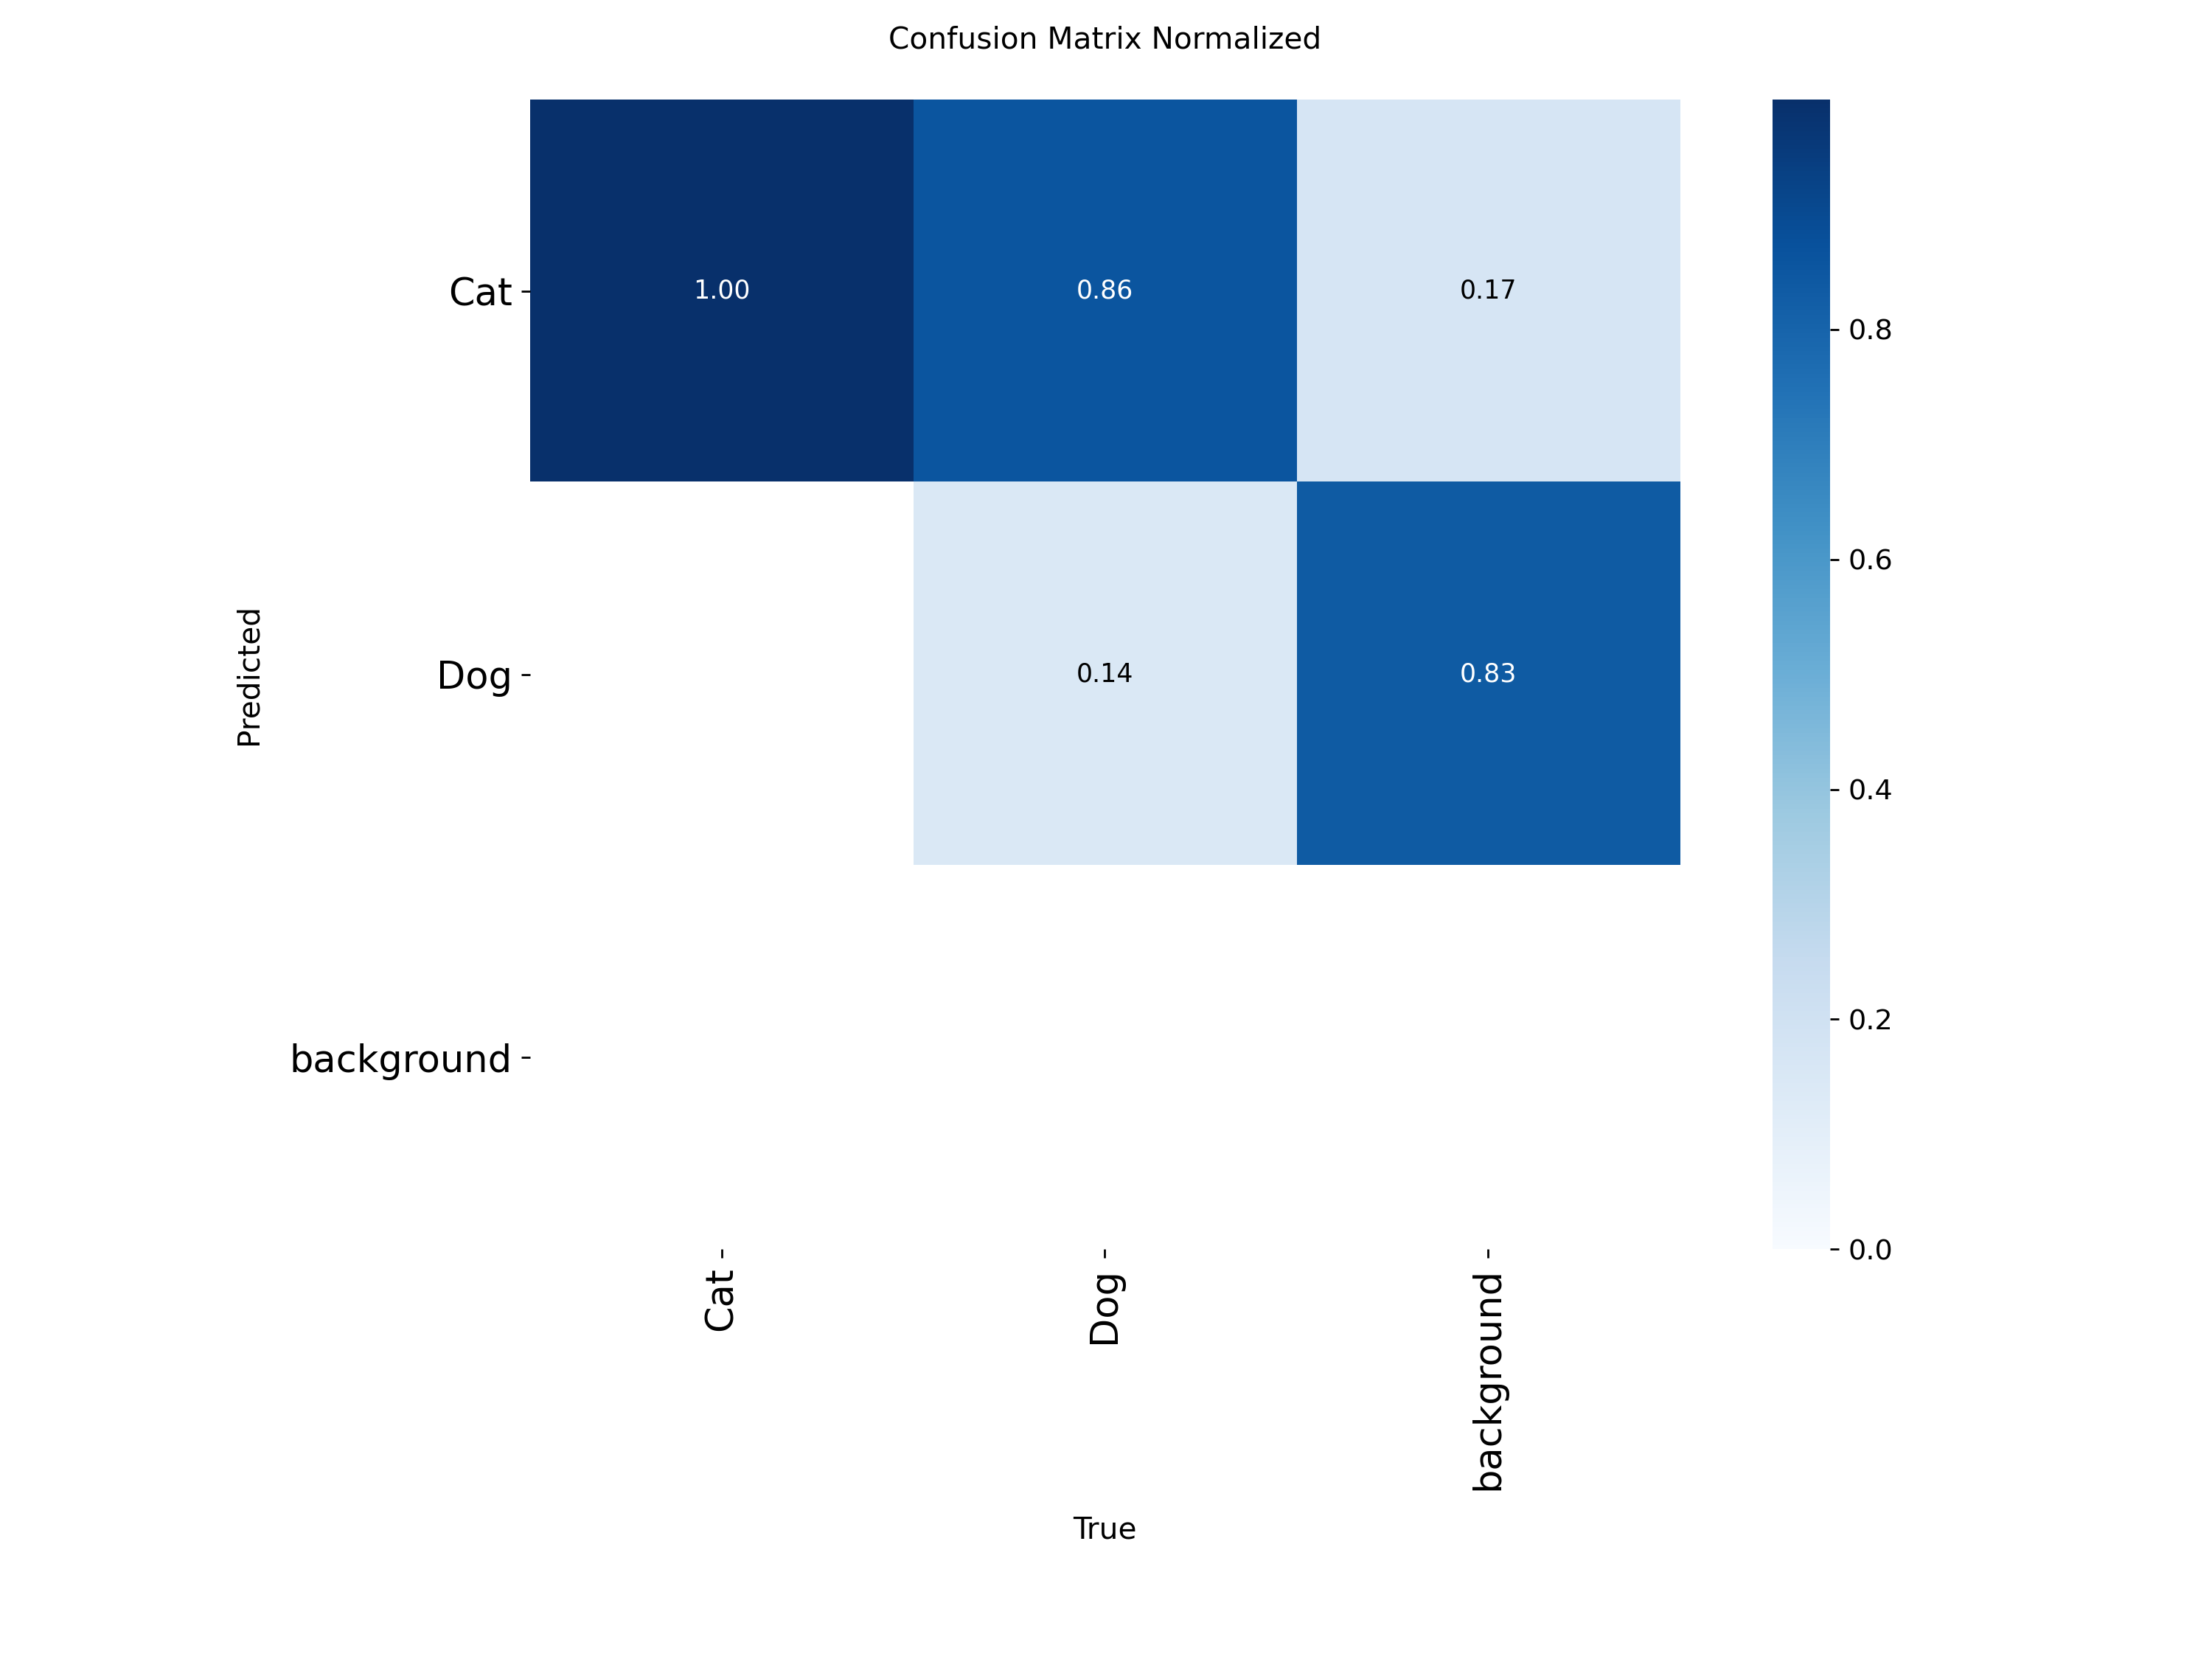 Confusion Matrix Normalized
Cat
1.00 0.86 0.17
Dog
0.14 0.83
background
Predicted
Cat Dog background
True
0.8
0.6
0.4
0.2
0.0